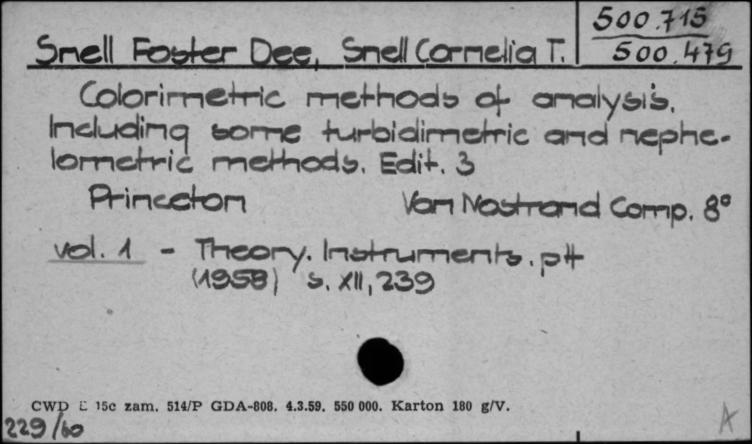 500.715
500.479
Snell Foster Dee, Snell Cornelia T.
Colorimetric methods of analysis.
Including some turbidimetric and nephe-
lometric methods. Edit. 3
Princeton Van Nostrand Comp. 8°
vol. 1 - Theory. Instruments. pH
(1958) s. XII, 239
CWD Ł 15c zam. 514/P GDA-808. 4.3.59. 550 000. Karton 180 g/V.
229/60
A